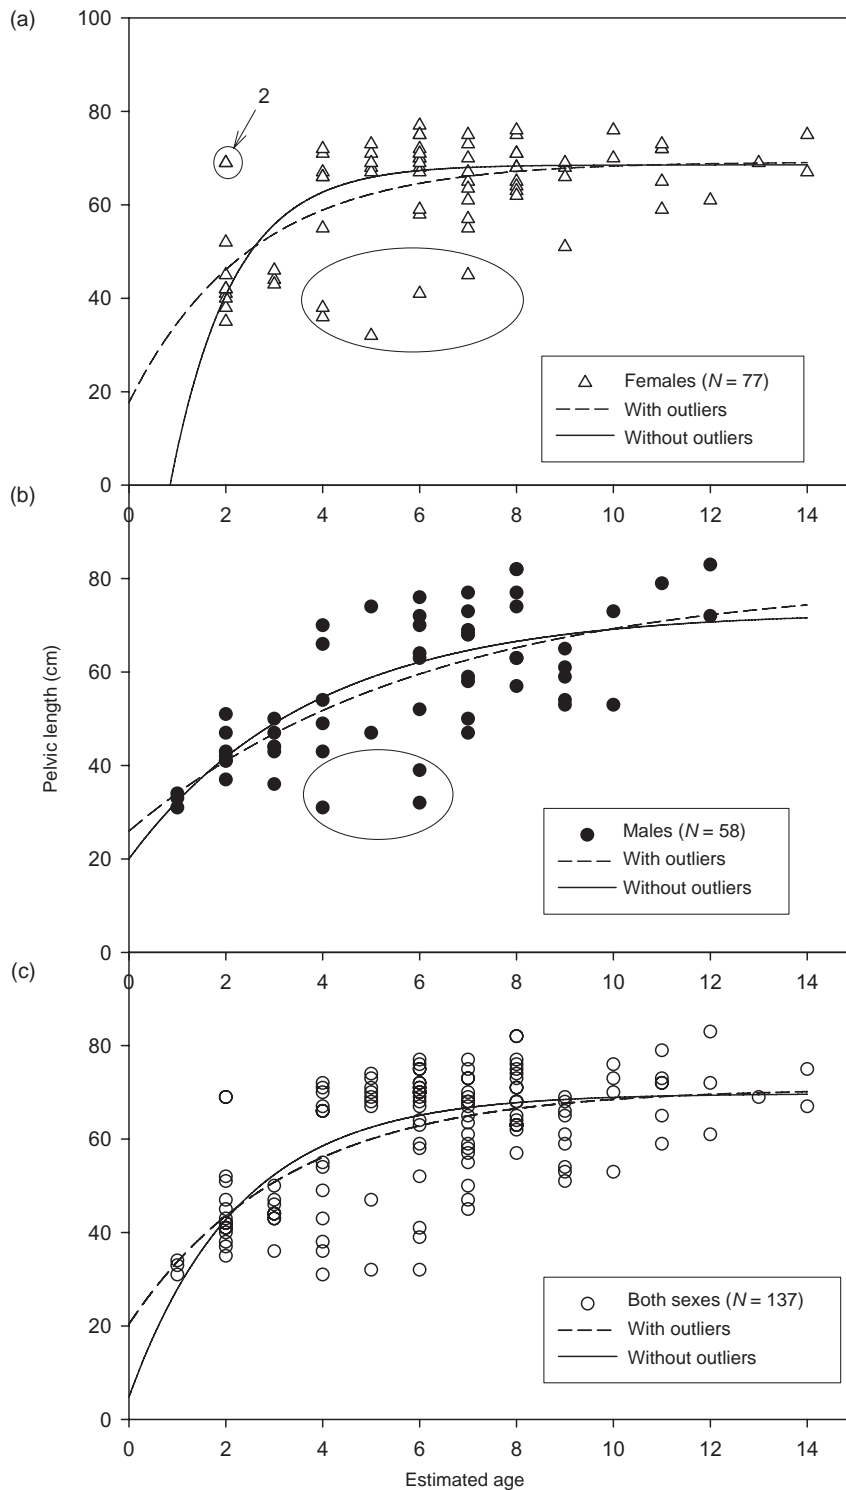 (a)
100
80
60
40
20
0
2
Females (N = 77)
With outliers
Without outliers
0 2 4 6 8 10 12 14
(b)
80
60
40
20
0
Males (N = 58)
With outliers
Without outliers
0 2 4 6 8 10 12 14
Pelvic length (cm)
(c)
80
60
40
20
0
Both sexes (N = 137)
With outliers
Without outliers
0 2 4 6 8 10 12 14
Estimated age